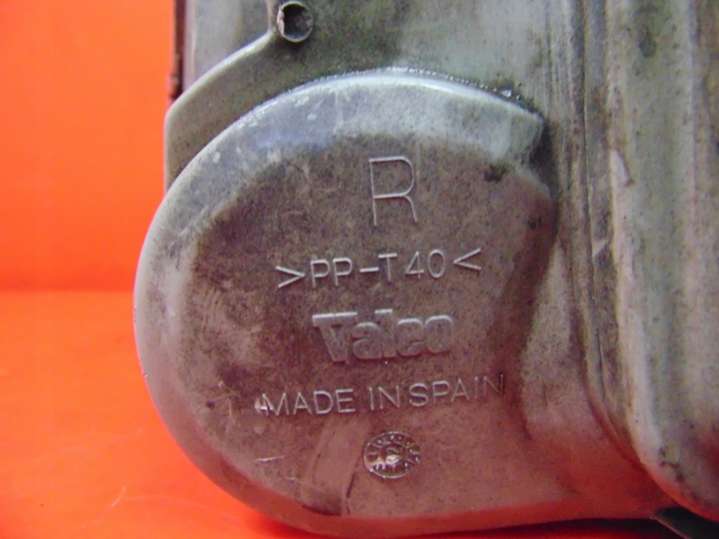 R
>PP-T40<
Valeo
MADE IN SPAIN